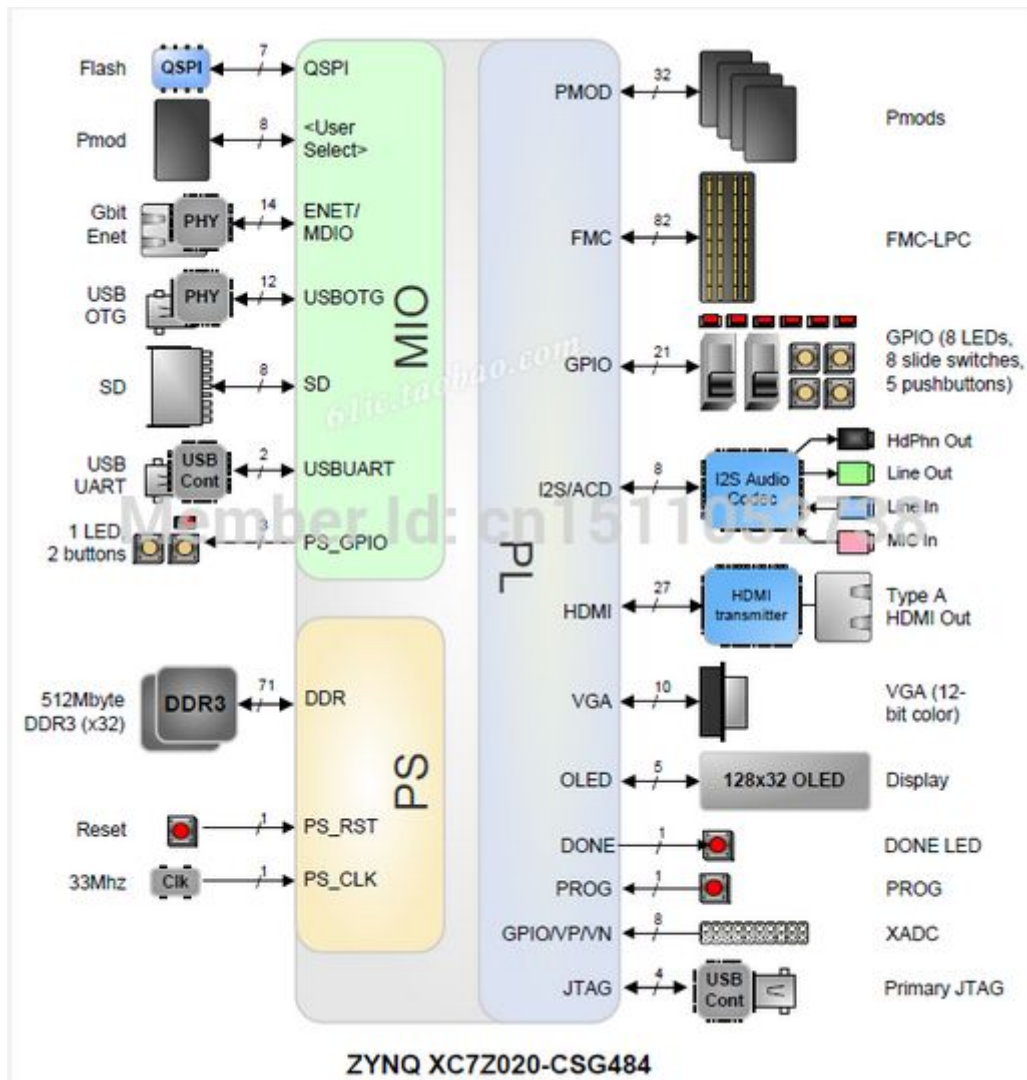 Flash
QSPI
7
QSPI
Pmod
8
<User
Select>
Gbit
Enet
PHY
14
ENET/
MDIO
USB
OTG
PHY
12
USBOTG
SD
8
SD
USB
UART
USB
Cont
2
USBUART
1 LED
2 buttons
3
PS_GPIO
MIO
512Mbyte
DDR3 (x32)
DDR3
71
DDR
Reset
1
PS_RST
33Mhz
Clk
1
PS_CLK
PS
PL
PMOD
32
Pmods
FMC
82
FMC-LPC
GPIO
21
GPIO (8 LEDs,
8 slide switches,
5 pushbuttons)
I2S/ACD
8
I2S Audio
Codec
HdPhn Out
Line Out
Line In
MIC In
HDMI
27
HDMI
transmitter
Type A
HDMI Out
VGA
10
VGA (12-
bit color)
OLED
5
128x32 OLED
Display
DONE
1
DONE LED
PROG
1
PROG
GPIO/VP/VN
8
XADC
JTAG
4
USB
Cont
Primary JTAG
61ic.taobao.com
Member Id: cn1511052738
ZYNQ XC7Z020-CSG484